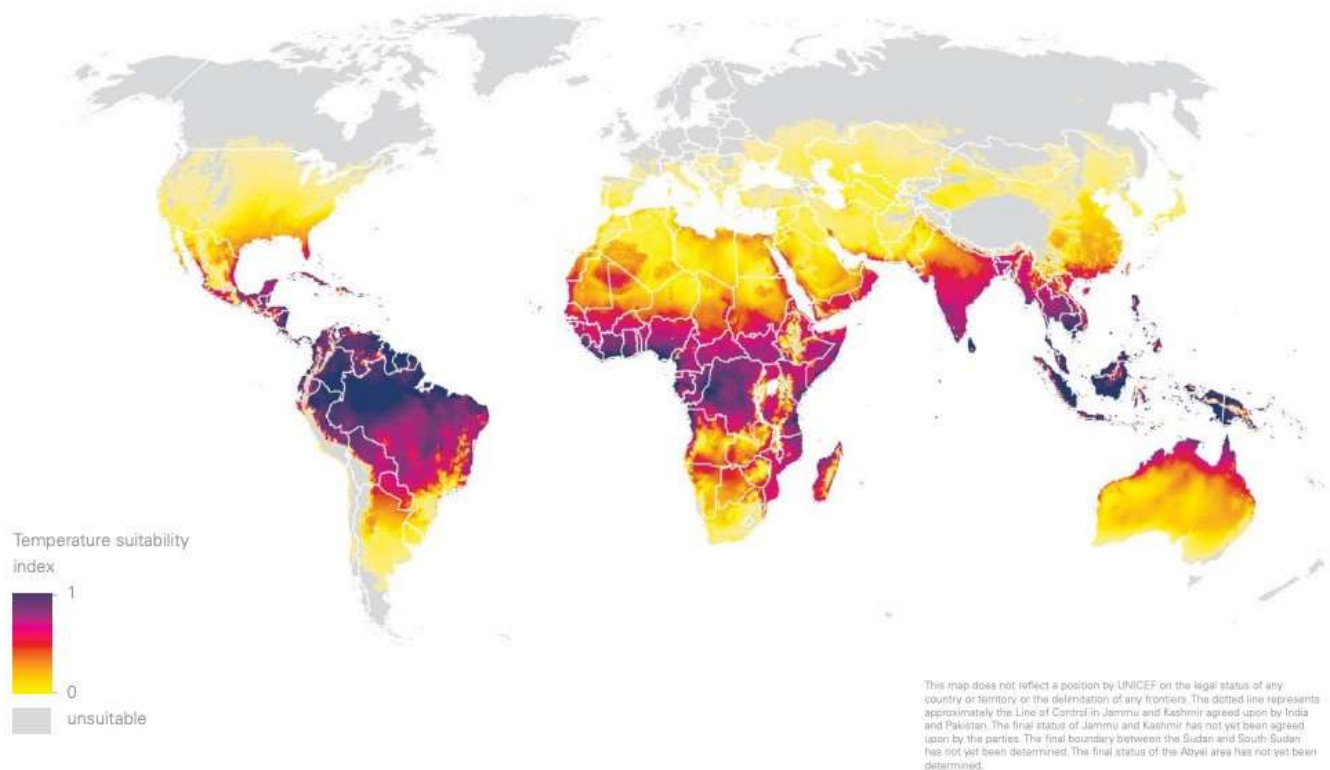 Temperature suitability
index
1
0
unsuitable
This map does not reflect a position by UNICEF on the legal status of any
country or territory or the delimitation of any frontiers. The dotted line represents
approximately the Line of Control in Jammu and Kashmir agreed upon by India
and Pakistan. The final status of Jammu and Kashmir has not yet been agreed
upon by the parties. The final boundary between the Sudan and South Sudan
has not yet been determined. The final status of the Abyei area has not yet been
determined.